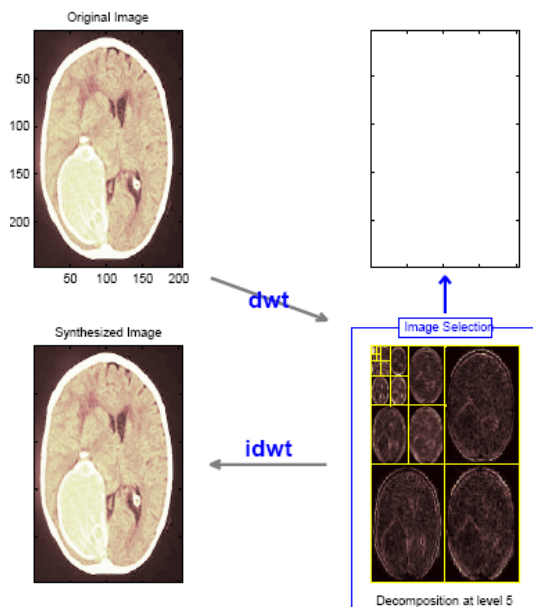 Original Image
50
100
150
200
50 100 150 200
dwt
Synthesized Image
Image Selection
idwt
Decomposition at level 5